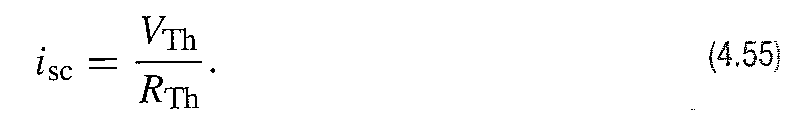 i_sc = V_Th / R_Th. (4.55)